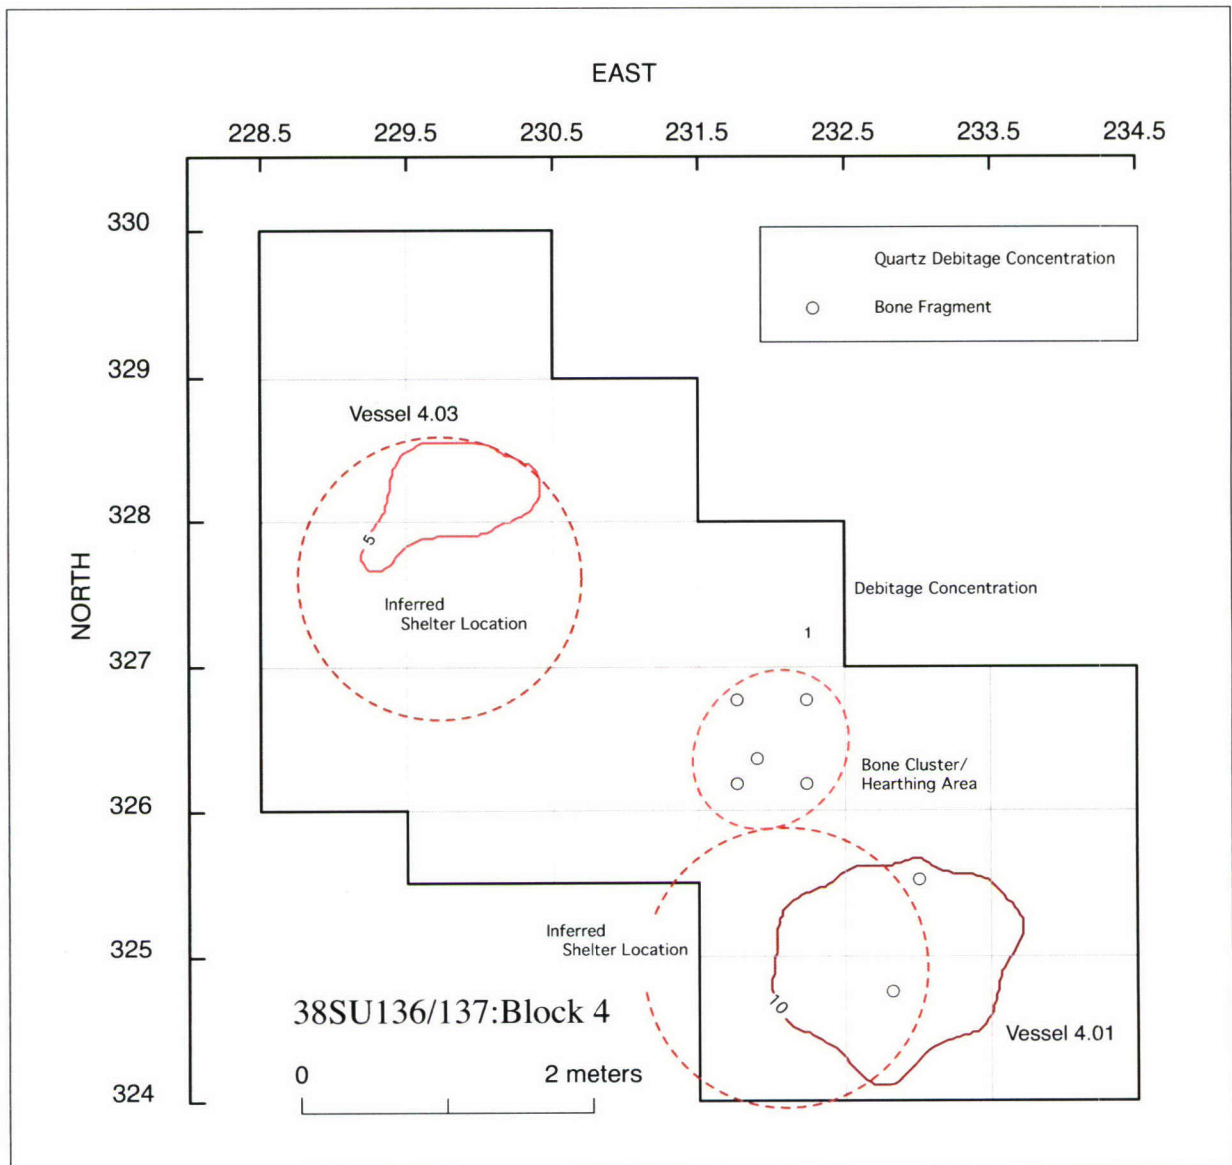 EAST
228.5 229.5 230.5 231.5 232.5 233.5 234.5
330
Quartz Debitage Concentration
Bone Fragment
329
Vessel 4.03
328
5
NORTH
Debitage Concentration
Inferred
Shelter Location
1
327
Bone Cluster/
Hearthing Area
326
Inferred
Shelter Location
325
10
38SU136/137:Block 4
Vessel 4.01
0 2 meters
324